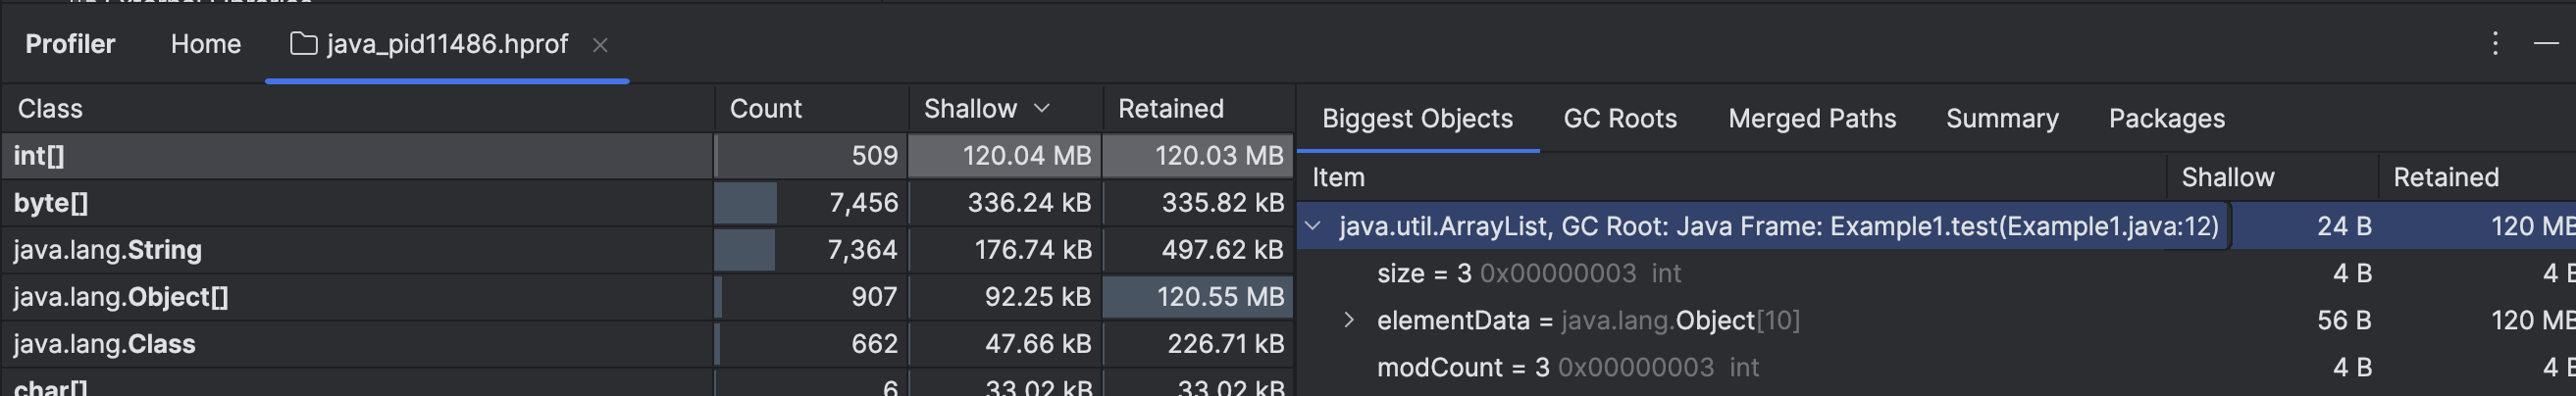 External Libraries
Profiler Home java_pid11486.hprof
Class Count Shallow Retained
int[] 509 120.04 MB 120.03 MB
byte[] 7,456 336.24 kB 335.82 kB
java.lang.String 7,364 176.74 kB 497.62 kB
java.lang.Object[] 907 92.25 kB 120.55 MB
java.lang.Class 662 47.66 kB 226.71 kB
char[] 6 33.02 kB 33.02 kB
Biggest Objects GC Roots Merged Paths Summary Packages
Item Shallow Retained
java.util.ArrayList, GC Root: Java Frame: Example1.test(Example1.java:12) 24 B 120 MB
size = 3 0x00000003 int 4 B 4 B
elementData = java.lang.Object[10] 56 B 120 MB
modCount = 3 0x00000003 int 4 B 4 B